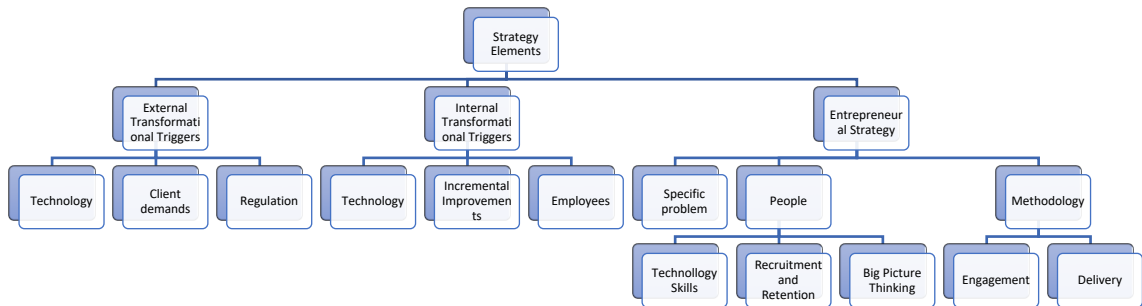 Strategy
Elements
External
Transformati
onal Triggers
Internal
Transformati
onal Triggers
Entrepreneur
al Strategy
Technology
Client
demands
Regulation
Technology
Incremental
Improvemen
ts
Employees
Specific
problem
People
Methodology
Technollogy
Skills
Recruitment
and
Retention
Big Picture
Thinking
Engagement
Delivery